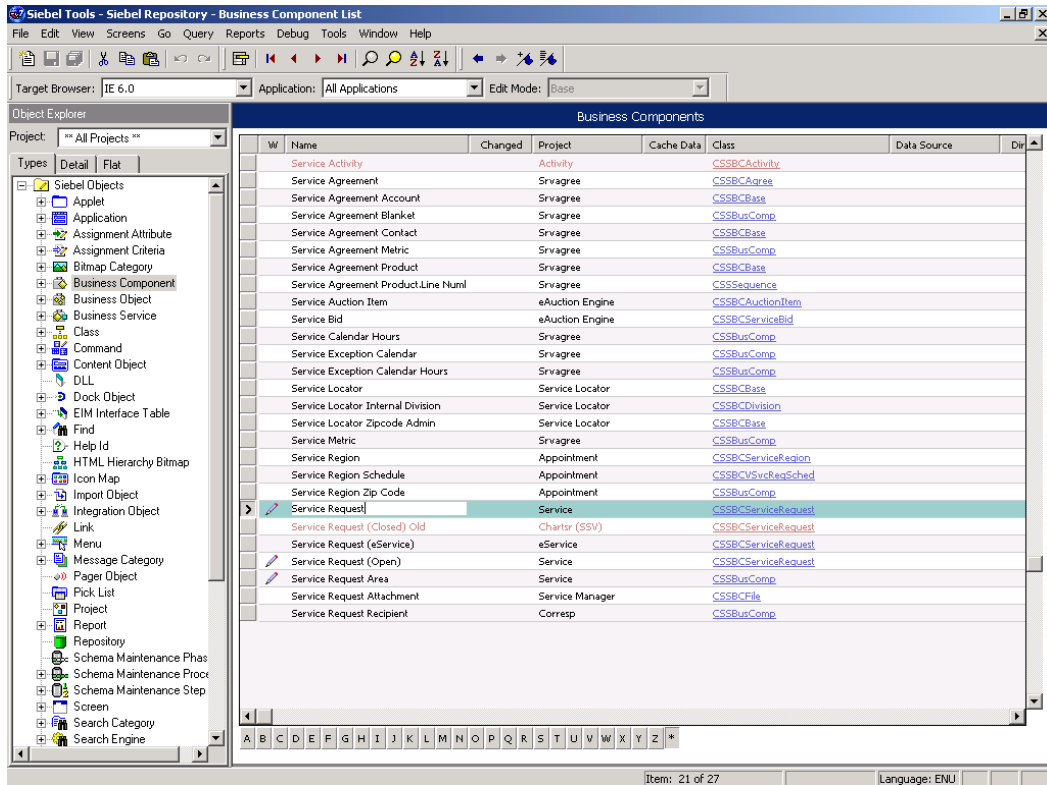 Siebel Tools - Siebel Repository - Business Component List
File Edit View Screens Go Query Reports Debug Tools Window Help
Target Browser: IE 6.0 Application: All Applications Edit Mode: Base
Object Explorer
Business Components
Project: ** All Projects **
Types Detail Flat
W Name Changed Project Cache Data Class Data Source Dir
Siebel Objects
Applet
Application
Assignment Attribute
Assignment Criteria
Bitmap Category
Business Component
Business Object
Business Service
Class
Command
Content Object
DLL
Dock Object
EIM Interface Table
Find
Help Id
HTML Hierarchy Bitmap
Icon Map
Import Object
Integration Object
Link
Menu
Message Category
Pager Object
Pick List
Project
Report
Repository
Schema Maintenance Phas
Schema Maintenance Proce
Schema Maintenance Step
Screen
Search Category
Search Engine
Service Activity Activity CSSBCActivity
Service Agreement Srvagree CSSBCAgree
Service Agreement Account Srvagree CSSBCBase
Service Agreement Blanket Srvagree CSSBusComp
Service Agreement Contact Srvagree CSSBCBase
Service Agreement Metric Srvagree CSSBusComp
Service Agreement Product Srvagree CSSBCBase
Service Agreement Product.Line Numl Srvagree CSSSequence
Service Auction Item eAuction Engine CSSBCAuctionItem
Service Bid eAuction Engine CSSBCServiceBid
Service Calendar Hours Srvagree CSSBusComp
Service Exception Calendar Srvagree CSSBusComp
Service Exception Calendar Hours Srvagree CSSBusComp
Service Locator Service Locator CSSBCBase
Service Locator Internal Division Service Locator CSSBCDivision
Service Locator Zipcode Admin Service Locator CSSBCBase
Service Metric Srvagree CSSBusComp
Service Region Appointment CSSBCServiceRegion
Service Region Schedule Appointment CSSBCVSvcRegSched
Service Region Zip Code Appointment CSSBusComp
Service Request Service CSSBCServiceRequest
Service Request (Closed) Old Chartsr (SSV) CSSBCServiceRequest
Service Request (eService) eService CSSBCServiceRequest
Service Request (Open) Service CSSBCServiceRequest
Service Request Area Service CSSBusComp
Service Request Attachment Service Manager CSSBCFile
Service Request Recipient Corresp CSSBusComp
A B C D E F G H I J K L M N O P Q R S T U V W X Y Z *
Item: 21 of 27 Language: ENU